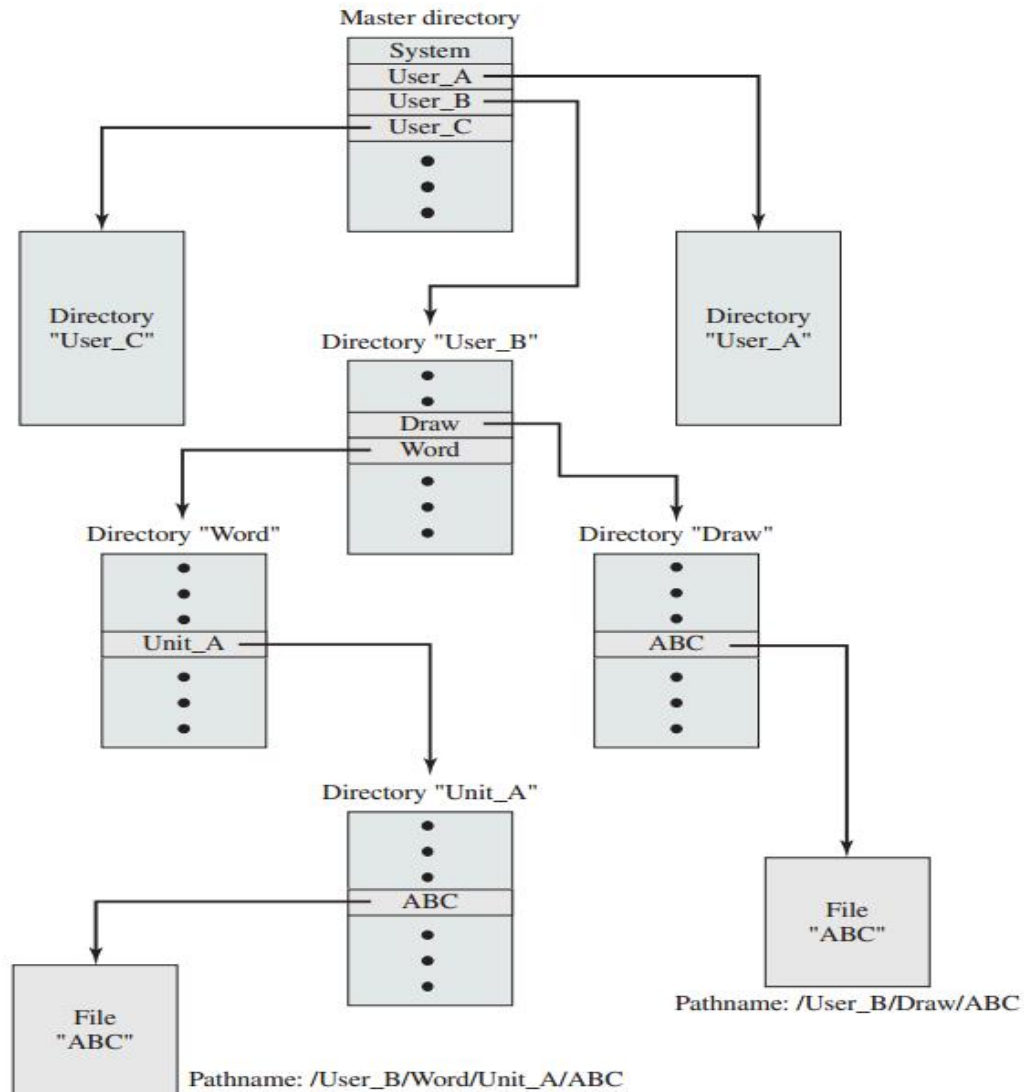 Master directory
System
User_A
User_B
User_C
Directory
"User_C"
Directory
"User_A"
Directory "User_B"
Draw
Word
Directory "Word"
Unit_A
Directory "Draw"
ABC
Directory "Unit_A"
ABC
File
"ABC"
Pathname: /User_B/Draw/ABC
File
"ABC"
Pathname: /User_B/Word/Unit_A/ABC